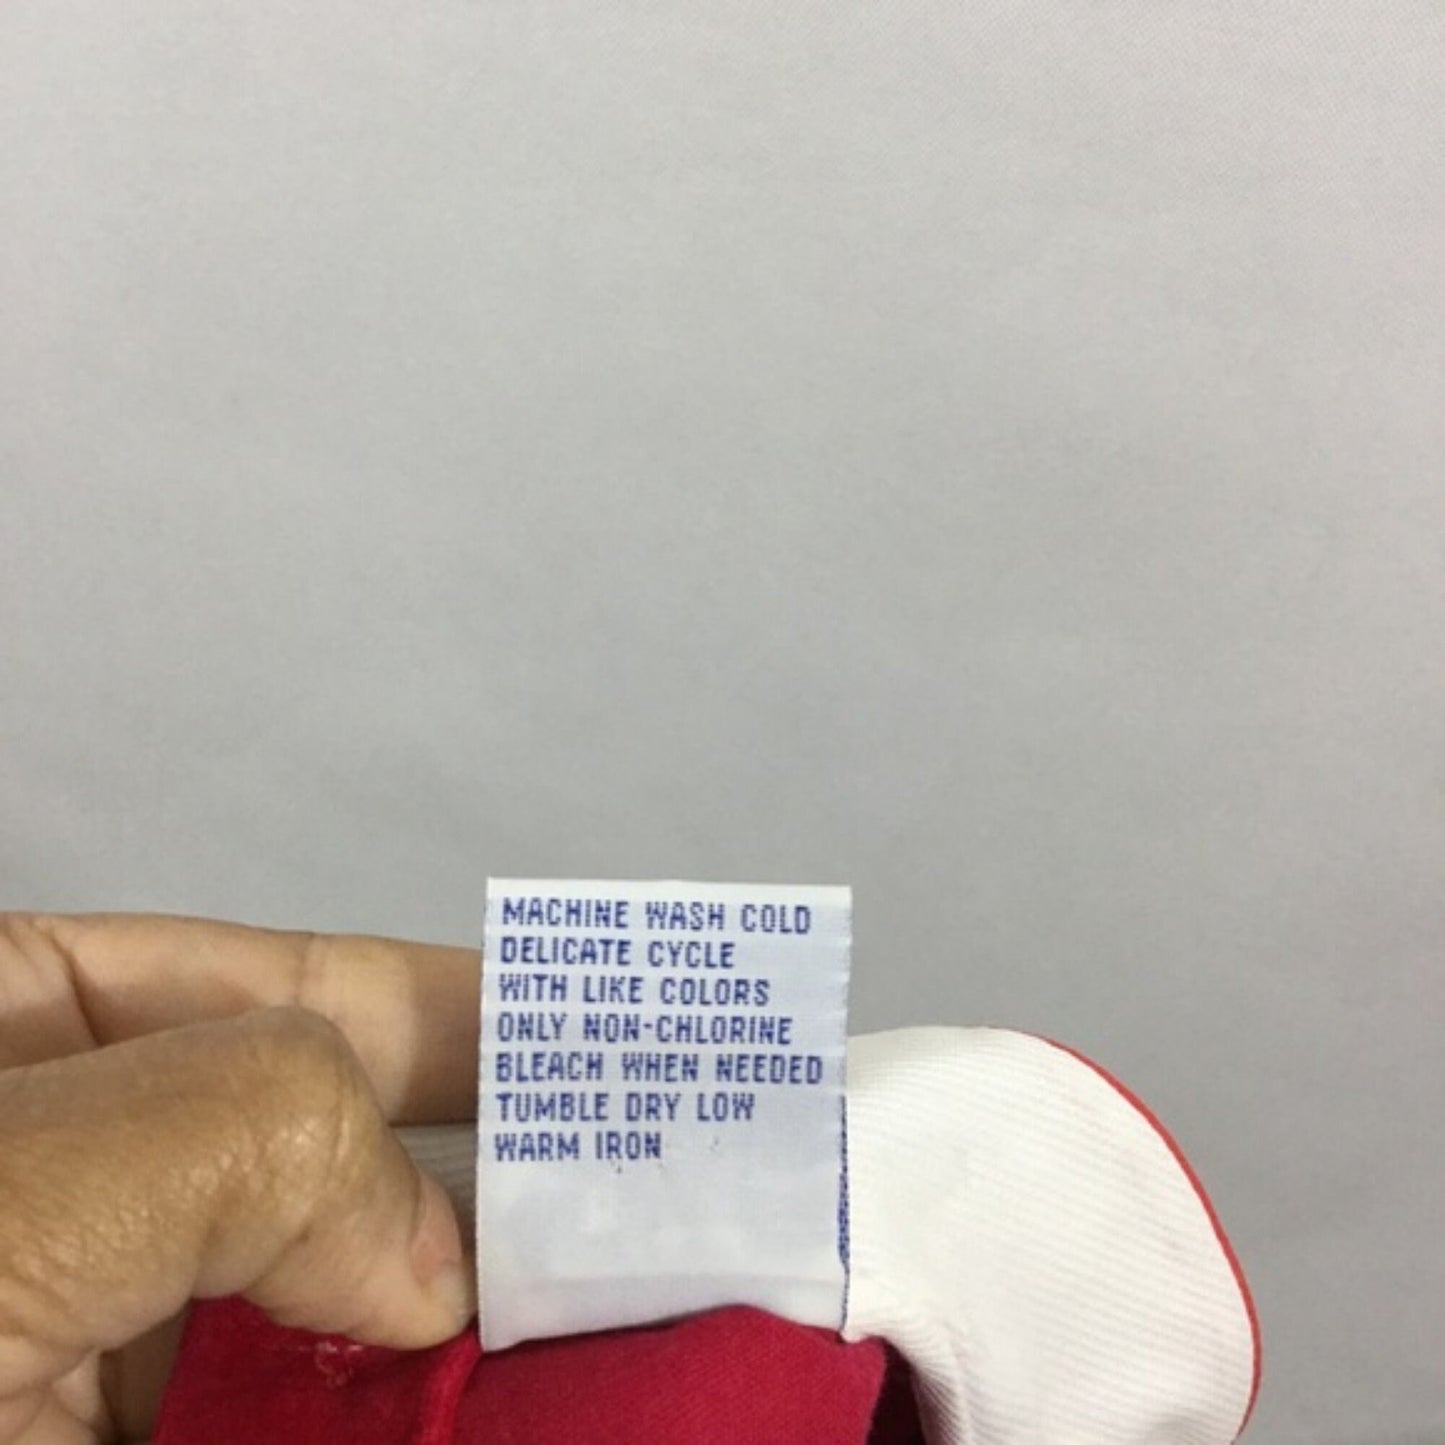 MACHINE WASH COLD
DELICATE CYCLE
WITH LIKE COLORS
ONLY NON-CHLORINE
BLEACH WHEN NEEDED
TUMBLE DRY LOW
WARM IRON